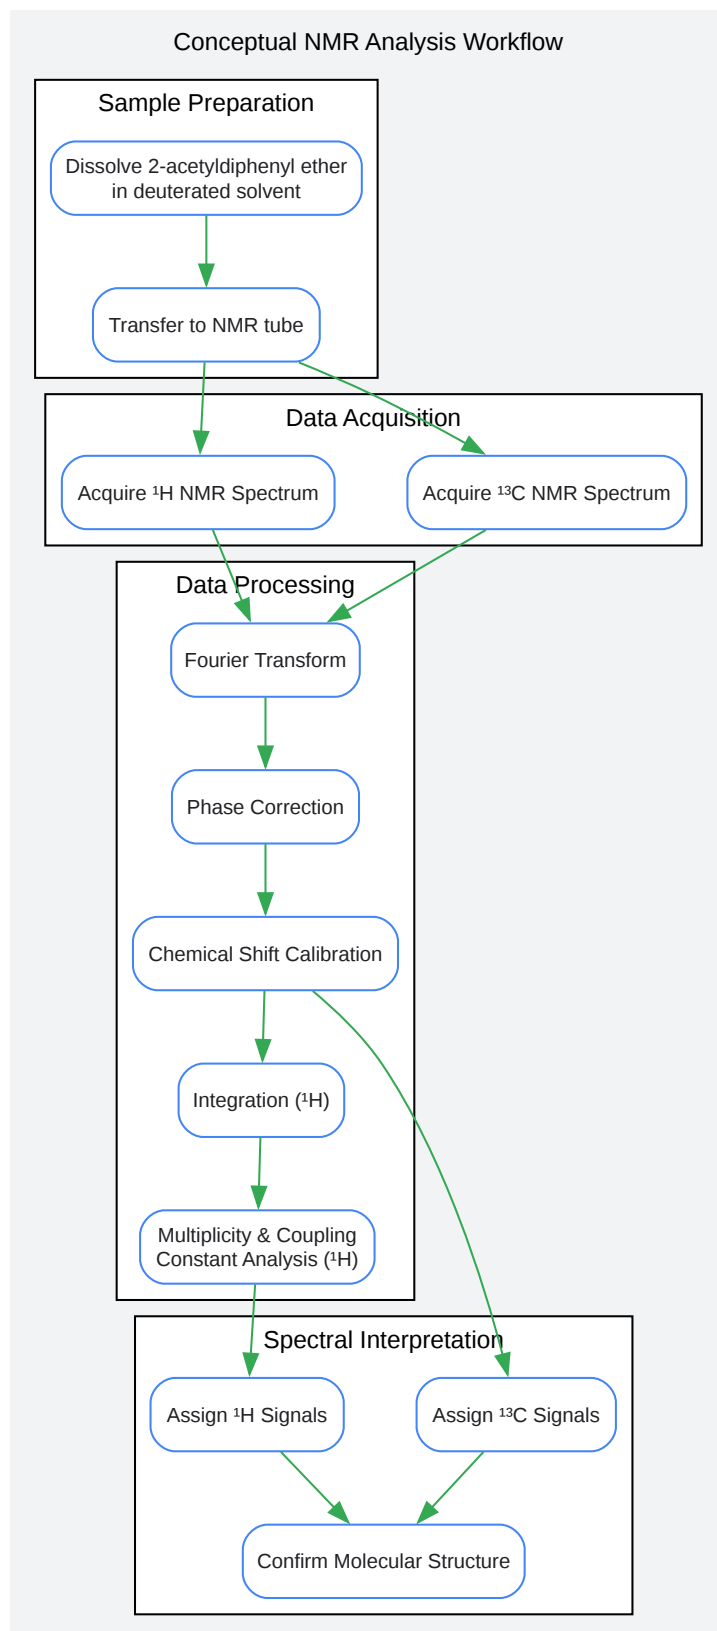 Conceptual NMR Analysis Workflow
Sample Preparation
Dissolve 2-acetyldiphenyl ether
in deuterated solvent
Transfer to NMR tube
Data Acquisition
Acquire ¹H NMR Spectrum
Acquire ¹³C NMR Spectrum
Data Processing
Fourier Transform
Phase Correction
Chemical Shift Calibration
Integration (¹H)
Multiplicity & Coupling
Constant Analysis (¹H)
Spectral Interpretation
Assign ¹H Signals
Assign ¹³C Signals
Confirm Molecular Structure